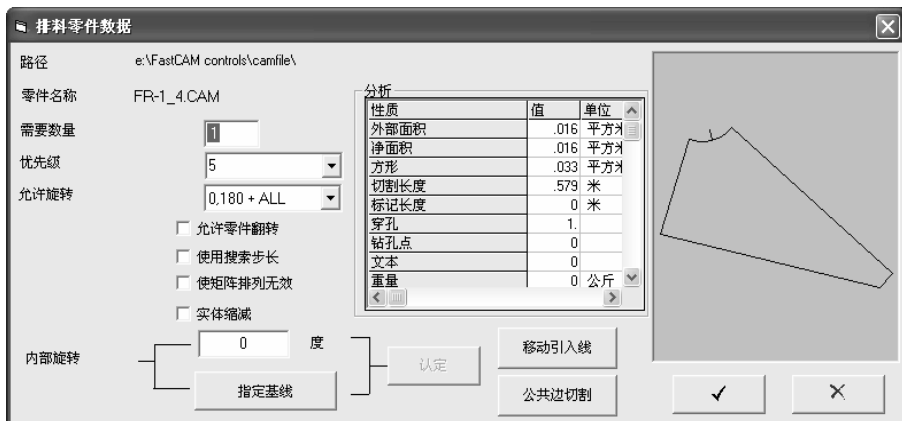 排料零件数据
路径 e:\FastCAM controls\camfile\
零件名称 FR-1_4.CAM
需要数量 1
优先级 5
允许旋转 0,180 + ALL
允许零件翻转
使用搜索步长
使矩阵排列无效
实体缩减
分析
性质 值 单位
外部面积 .016 平方米
净面积 .016 平方米
方形 .033 平方米
切割长度 .579 米
标记长度 0 米
穿孔 1.
钻孔点 0
文本 0
重量 0 公斤
内部旋转 0 度
指定基线
认定
移动引入线
公共边切割